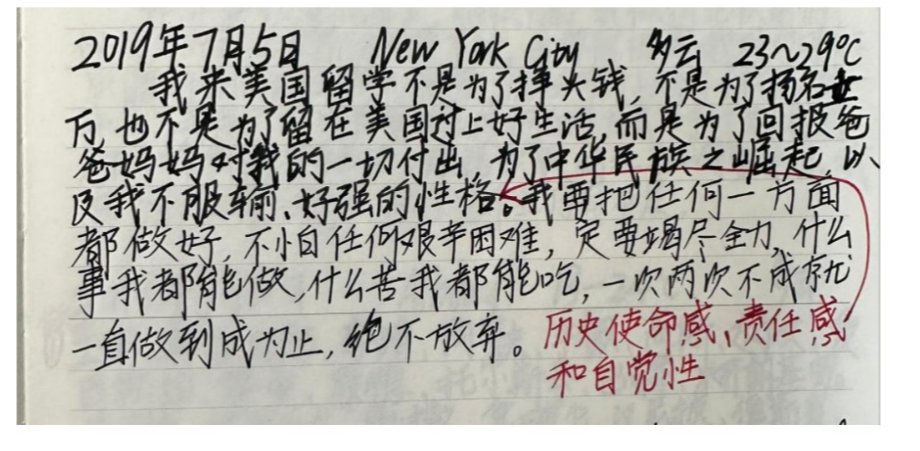 2019年7月5日 New York City 多云 23~29℃
我来美国留学不是为了挣大钱,不是为了扬名立
万,也不是为了留在美国过上好生活,而是为了回报爸
爸妈妈对我的一切付出,为了中华民族之崛起,以
及我不服输、好强的性格。我要把任何一方面
都做好,不怕任何艰辛困难,定要竭尽全力,什么
事我都能做,什么苦我都能吃,一次两次不成就
一直做到成为止,绝不放弃。
历史使命感、责任感
和自觉性